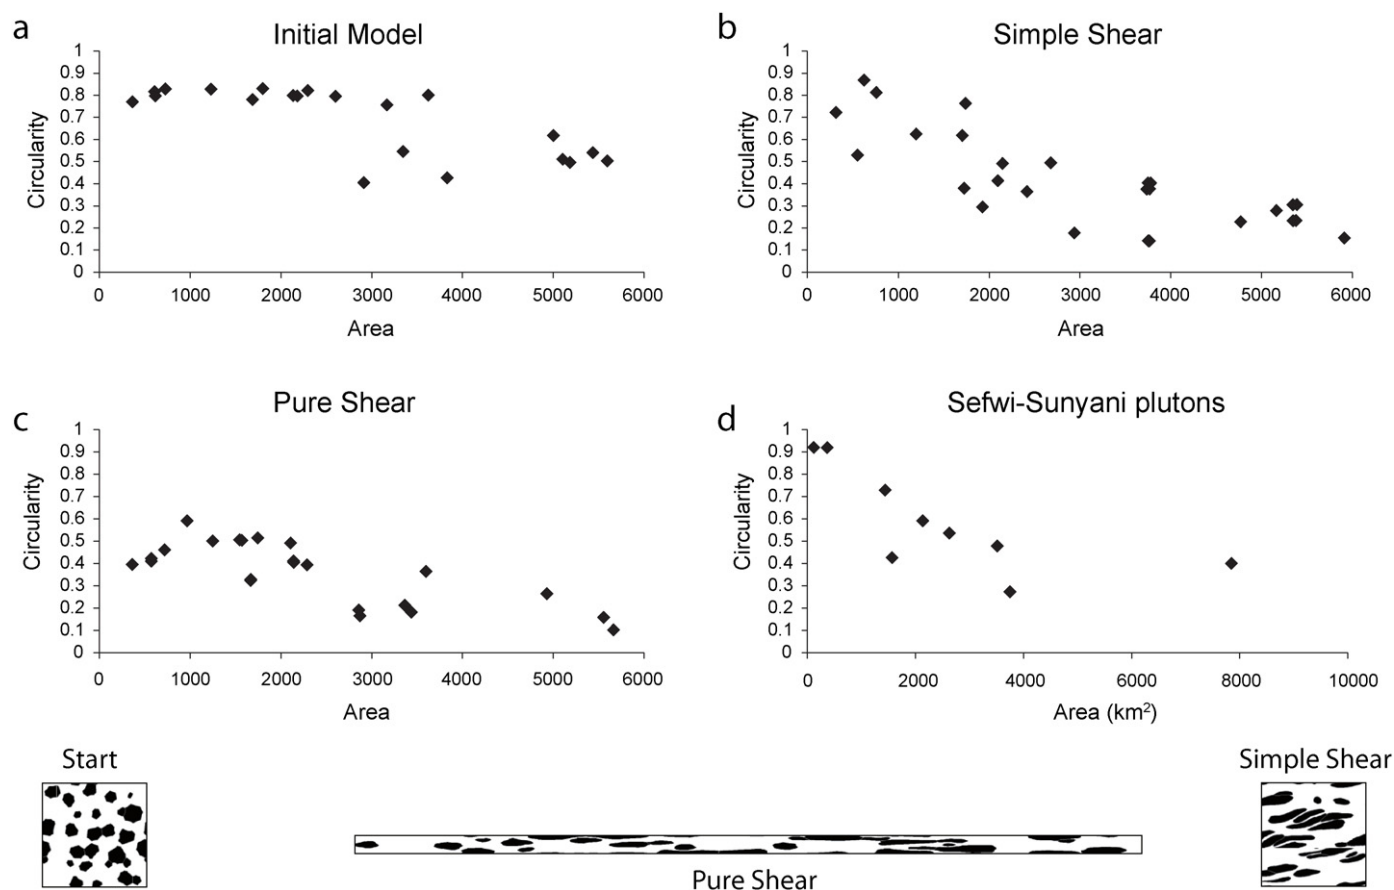 a
Initial Model
1
0.9
0.8
0.7
0.6
0.5
0.4
0.3
0.2
0.1
0
Circularity
0 1000 2000 3000 4000 5000 6000
Area
b
Simple Shear
1
0.9
0.8
0.7
0.6
0.5
0.4
0.3
0.2
0.1
0
Circularity
0 1000 2000 3000 4000 5000 6000
Area
c
Pure Shear
1
0.9
0.8
0.7
0.6
0.5
0.4
0.3
0.2
0.1
0
Circularity
0 1000 2000 3000 4000 5000 6000
Area
d
Sefwi-Sunyani plutons
1
0.9
0.8
0.7
0.6
0.5
0.4
0.3
0.2
0.1
0
Circularity
0 2000 4000 6000 8000 10000
Area (km²)
Start
Pure Shear
Simple Shear